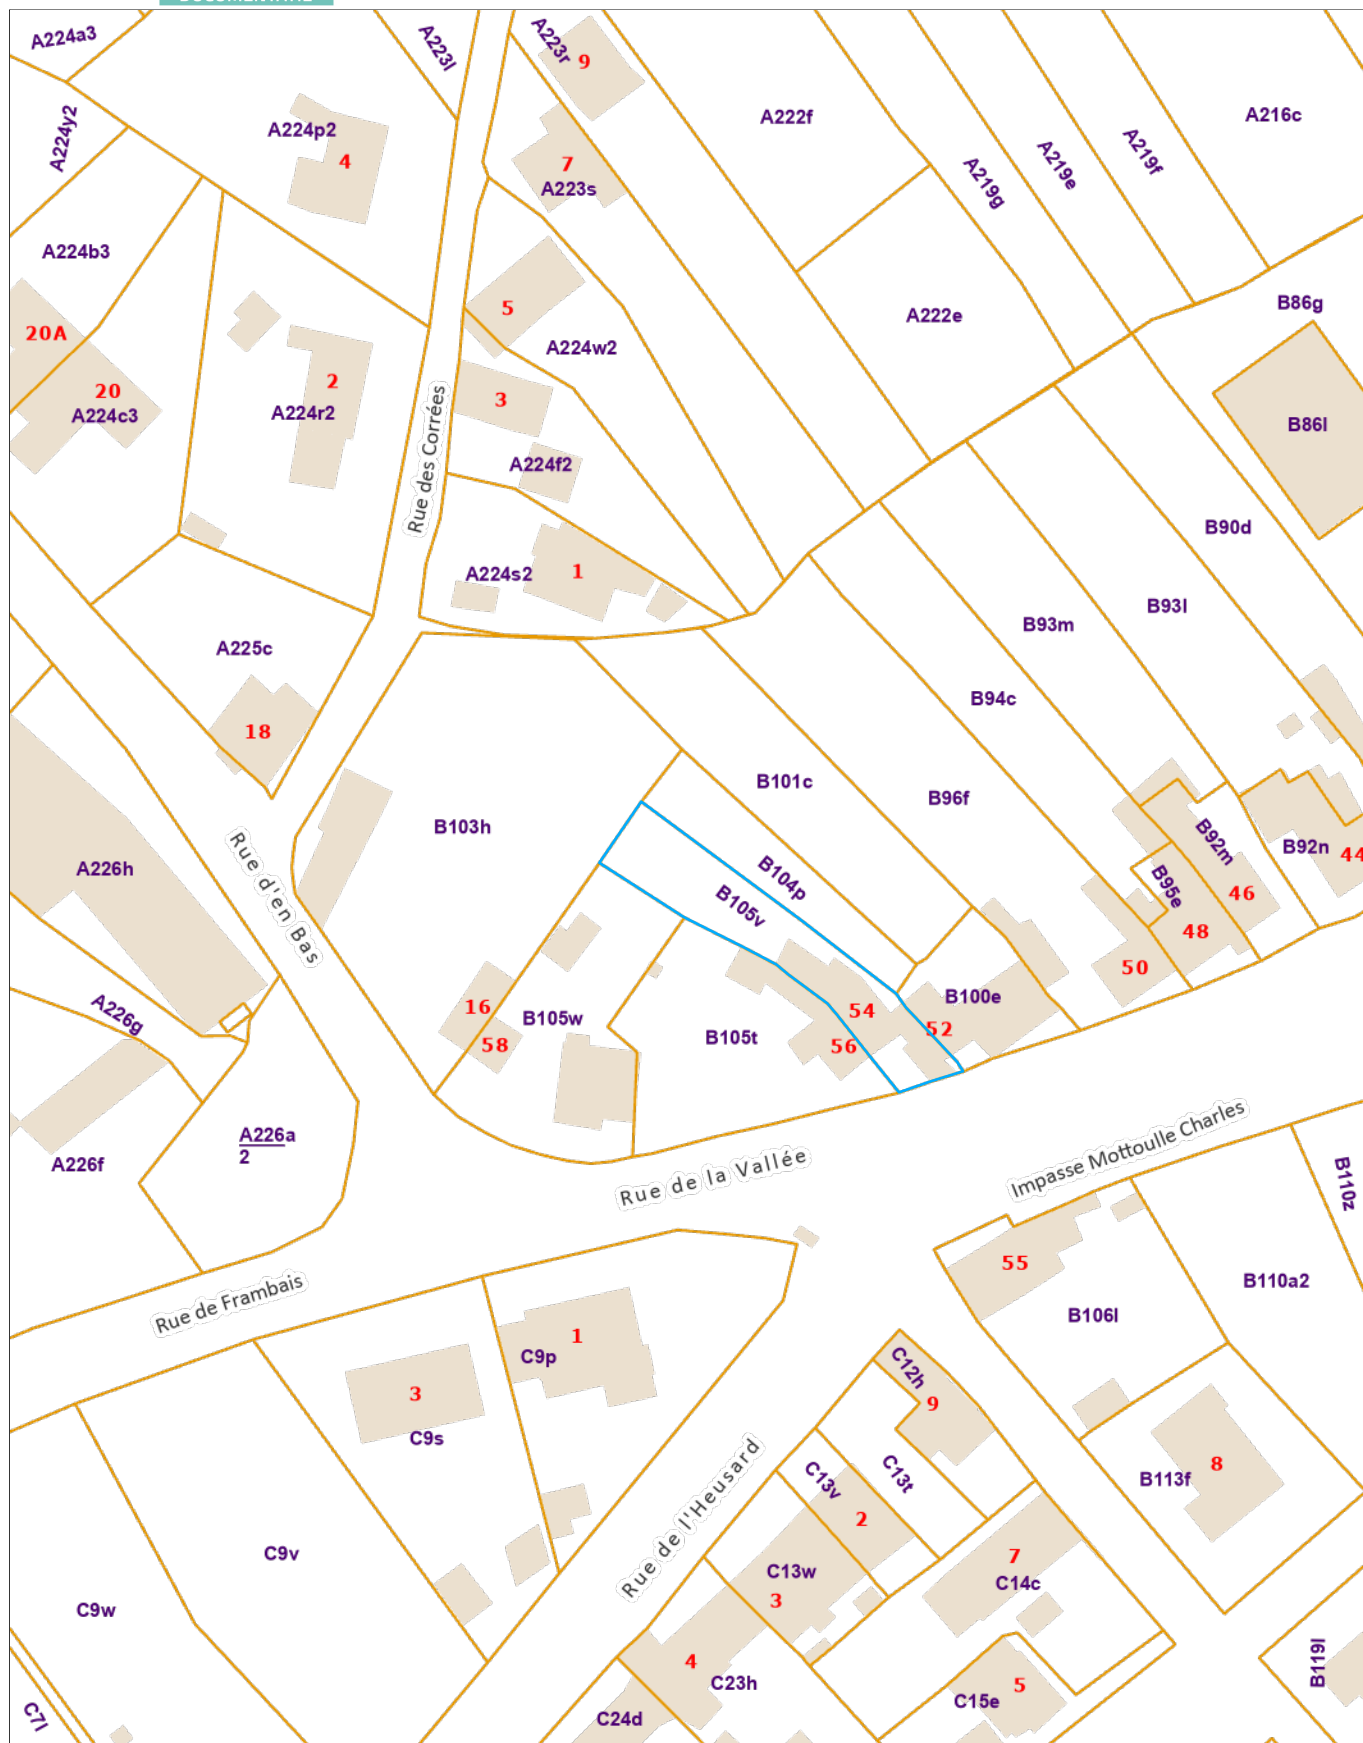 A224a3
A223l
A223r
9
A224y2
A224p2
4
7
A223s
A222f
A219g
A219e
A219f
A216c
A224b3
5
A224w2
A222e
B86g
20A
20
A224c3
2
A224r2
3
Rue des Corrées
A224f2
B86l
B90d
A224s2
1
B93l
B93m
A225c
B94c
18
B101c
B96f
B103h
Rue d'en Bas
A226h
B104p
B105v
B92m
B92n
44
B95e
46
48
50
A226g
16
58
B105w
B105t
54
56
B100e
52
A226a
2
A226f
Rue de la Vallée
Impasse Mottoulle Charles
B110z
55
B106l
B110a2
Rue de Frambais
1
C9p
3
C9s
C12h
9
C13t
C13v
2
B113f
8
Rue de l'Heusard
C9v
C9w
C13w
3
7
C14c
4
C23h
C24d
5
C15e
B119l
C7l